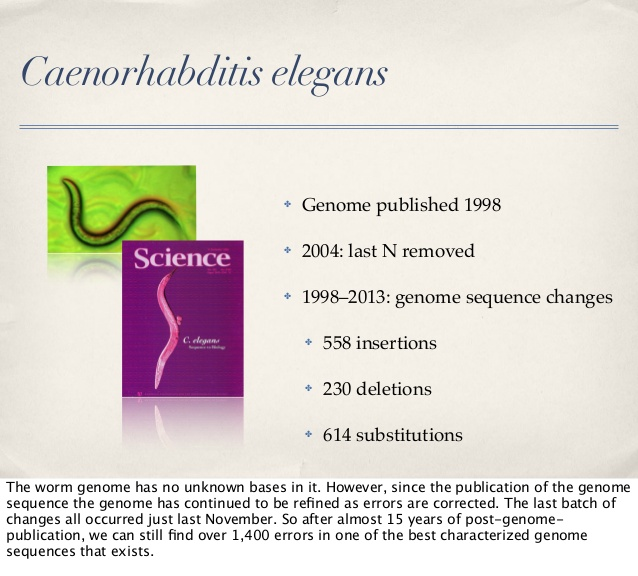 Caenorhabditis elegans
Science
C. elegans
Genome published 1998
2004: last N removed
1998–2013: genome sequence changes
558 insertions
230 deletions
614 substitutions
The worm genome has no unknown bases in it. However, since the publication of the genome
sequence the genome has continued to be refined as errors are corrected. The last batch of
changes all occurred just last November. So after almost 15 years of post-genome-
publication, we can still find over 1,400 errors in one of the best characterized genome
sequences that exists.